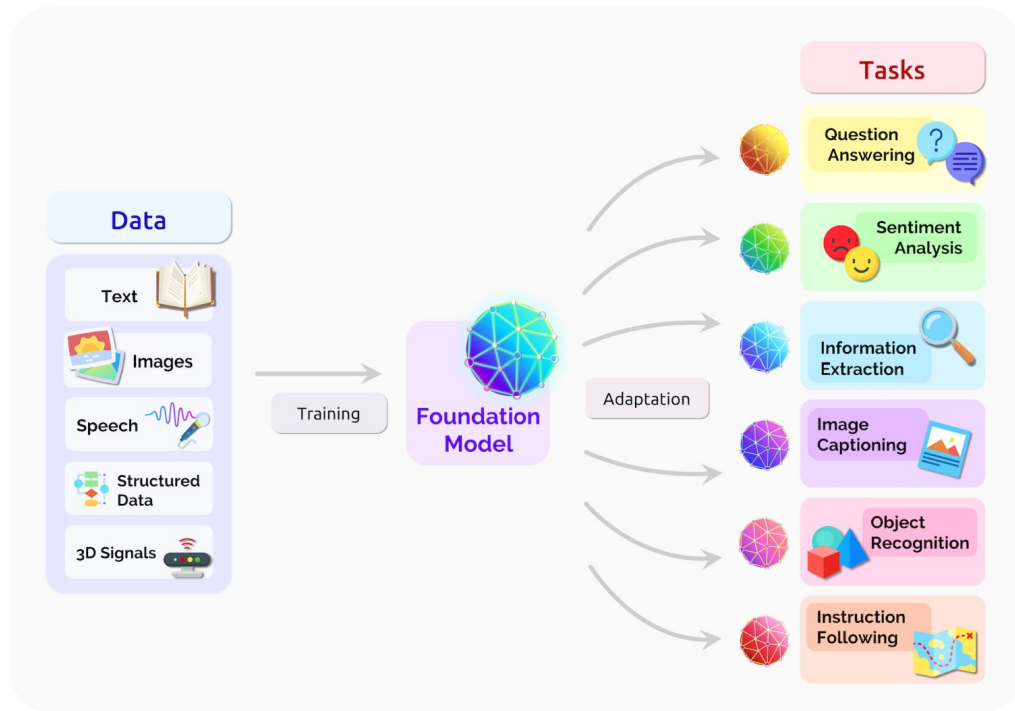 Data
Text
Images
Speech
Structured
Data
3D Signals
Training
Foundation
Model
Adaptation
Tasks
Question
Answering
Sentiment
Analysis
Information
Extraction
Image
Captioning
Object
Recognition
Instruction
Following